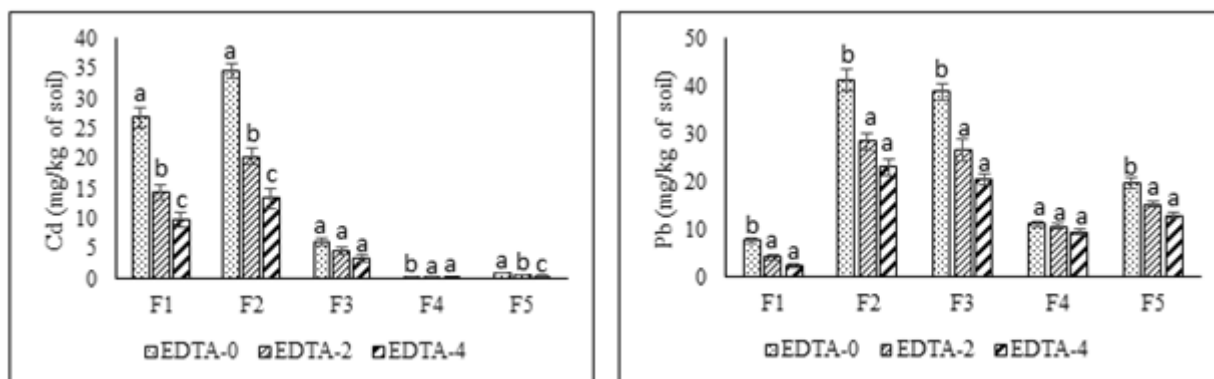 Cd (mg/kg of soil)
40
35
30
25
20
15
10
5
0
a
b
c
a
b
c
a
a
a
b
a
a
a
b
c
F1 F2 F3 F4 F5
EDTA-0 EDTA-2 EDTA-4
Pb (mg/kg of soil)
50
40
30
20
10
0
b
a
a
b
a
a
b
a
a
a
a
a
b
a
a
F1 F2 F3 F4 F5
EDTA-0 EDTA-2 EDTA-4